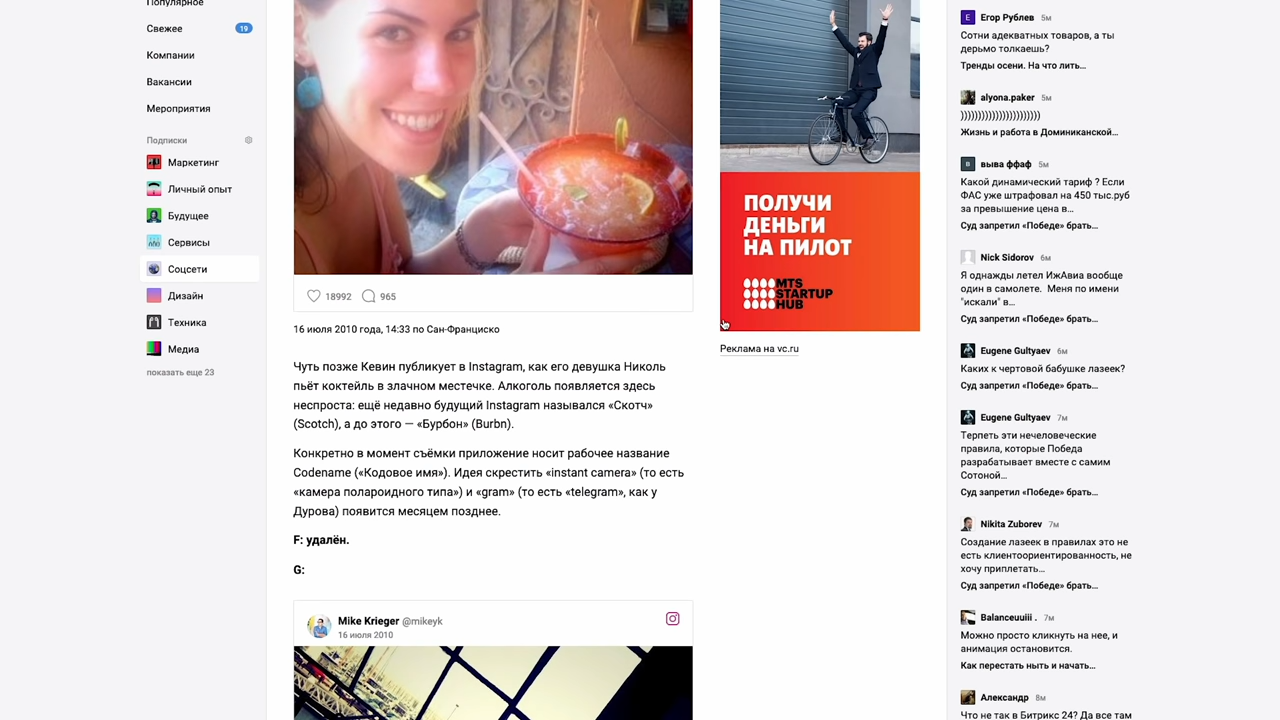 Популярное
Свежее
19
Компании
Вакансии
Мероприятия
Подписки
Маркетинг
Личный опыт
Будущее
Сервисы
Соцсети
Дизайн
Техника
Медиа
показать еще 23
18992 965
16 июля 2010 года, 14:33 по Сан-Франциско
Чуть позже Кевин публикует в Instagram, как его девушка Николь
пьёт коктейль в злачном местечке. Алкоголь появляется здесь
неспроста: ещё недавно будущий Instagram назывался «Скотч»
(Scotch), а до этого — «Бурбон» (Burbn).
Конкретно в момент съёмки приложение носит рабочее название
Codename («Кодовое имя»). Идея скрестить «instant camera» (то есть
«камера полароидного типа») и «gram» (то есть «telegram», как у
Дурова) появится месяцем позднее.
F: удалён.
G:
Mike Krieger @mikeyk
16 июля 2010
ПОЛУЧИ
ДЕНЬГИ
НА ПИЛОТ
MTS
STARTUP
HUB
Реклама на vc.ru
Е
Егор Рублев 5м
Сотни адекватных товаров, а ты
дерьмо толкаешь?
Тренды осени. На что лить...
alyona.paker 5м
))))))))))))))))))))))))
Жизнь и работа в Доминиканской...
В
выва ффаф 5м
Какой динамический тариф ? Если
ФАС уже штрафовал на 450 тыс.руб
за превышение цена в...
Суд запретил «Победе» брать...
Nick Sidorov 6м
Я однажды летел ИжАвиа вообще
один в самолете. Меня по имени
"искали" в...
Суд запретил «Победе» брать...
Eugene Gultyaev 6м
Каких к чертовой бабушке лазеек?
Суд запретил «Победе» брать...
Eugene Gultyaev 7м
Терпеть эти нечеловеческие
правила, которые Победа
разрабатывает вместе с самим
Сотоной...
Суд запретил «Победе» брать...
Nikita Zuborev 7м
Создание лазеек в правилах это не
есть клиентоориентированность, не
хочу приплетать...
Суд запретил «Победе» брать...
Balanceuuiii . 7м
Можно просто кликнуть на нее, и
анимация остановится.
Как перестать ныть и начать...
Александр 8м
Что не так в Битрикс 24? Да все там